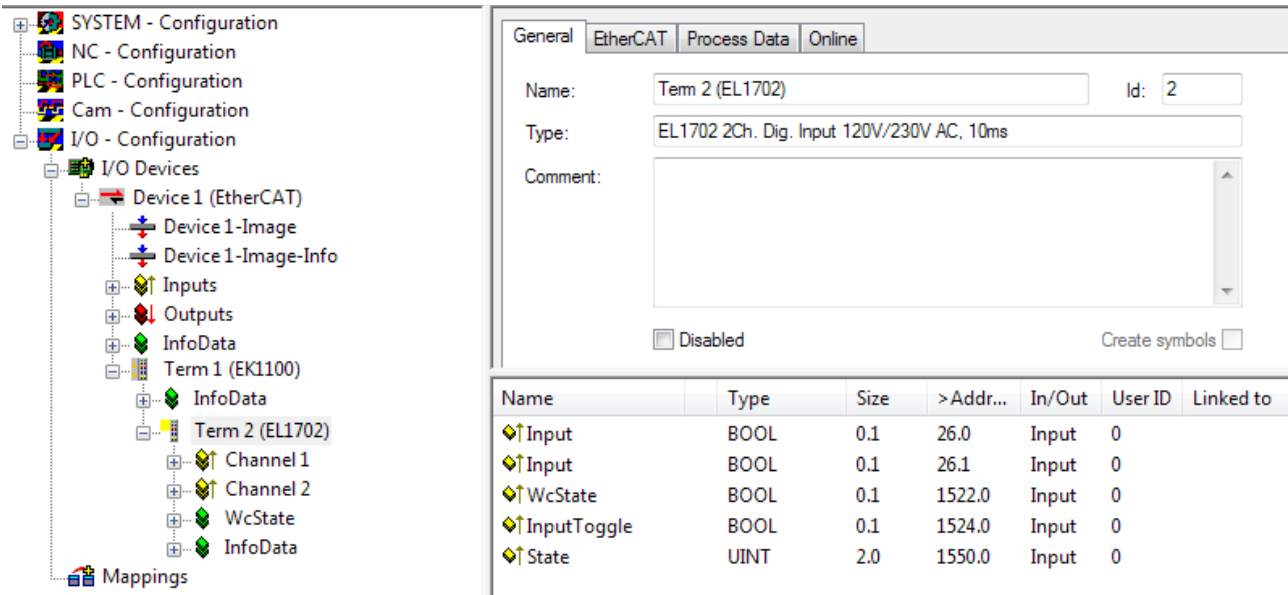 SYSTEM - Configuration
NC - Configuration
PLC - Configuration
Cam - Configuration
I/O - Configuration
I/O Devices
Device 1 (EtherCAT)
Device 1-Image
Device 1-Image-Info
Inputs
Outputs
InfoData
Term 1 (EK1100)
InfoData
Term 2 (EL1702)
Channel 1
Channel 2
WcState
InfoData
Mappings
General EtherCAT Process Data Online
Name: Term 2 (EL1702) Id: 2
Type: EL1702 2Ch. Dig. Input 120V/230V AC, 10ms
Comment:
Disabled Create symbols
Name Type Size >Addr... In/Out User ID Linked to
Input BOOL 0.1 26.0 Input 0
Input BOOL 0.1 26.1 Input 0
WcState BOOL 0.1 1522.0 Input 0
InputToggle BOOL 0.1 1524.0 Input 0
State UINT 2.0 1550.0 Input 0